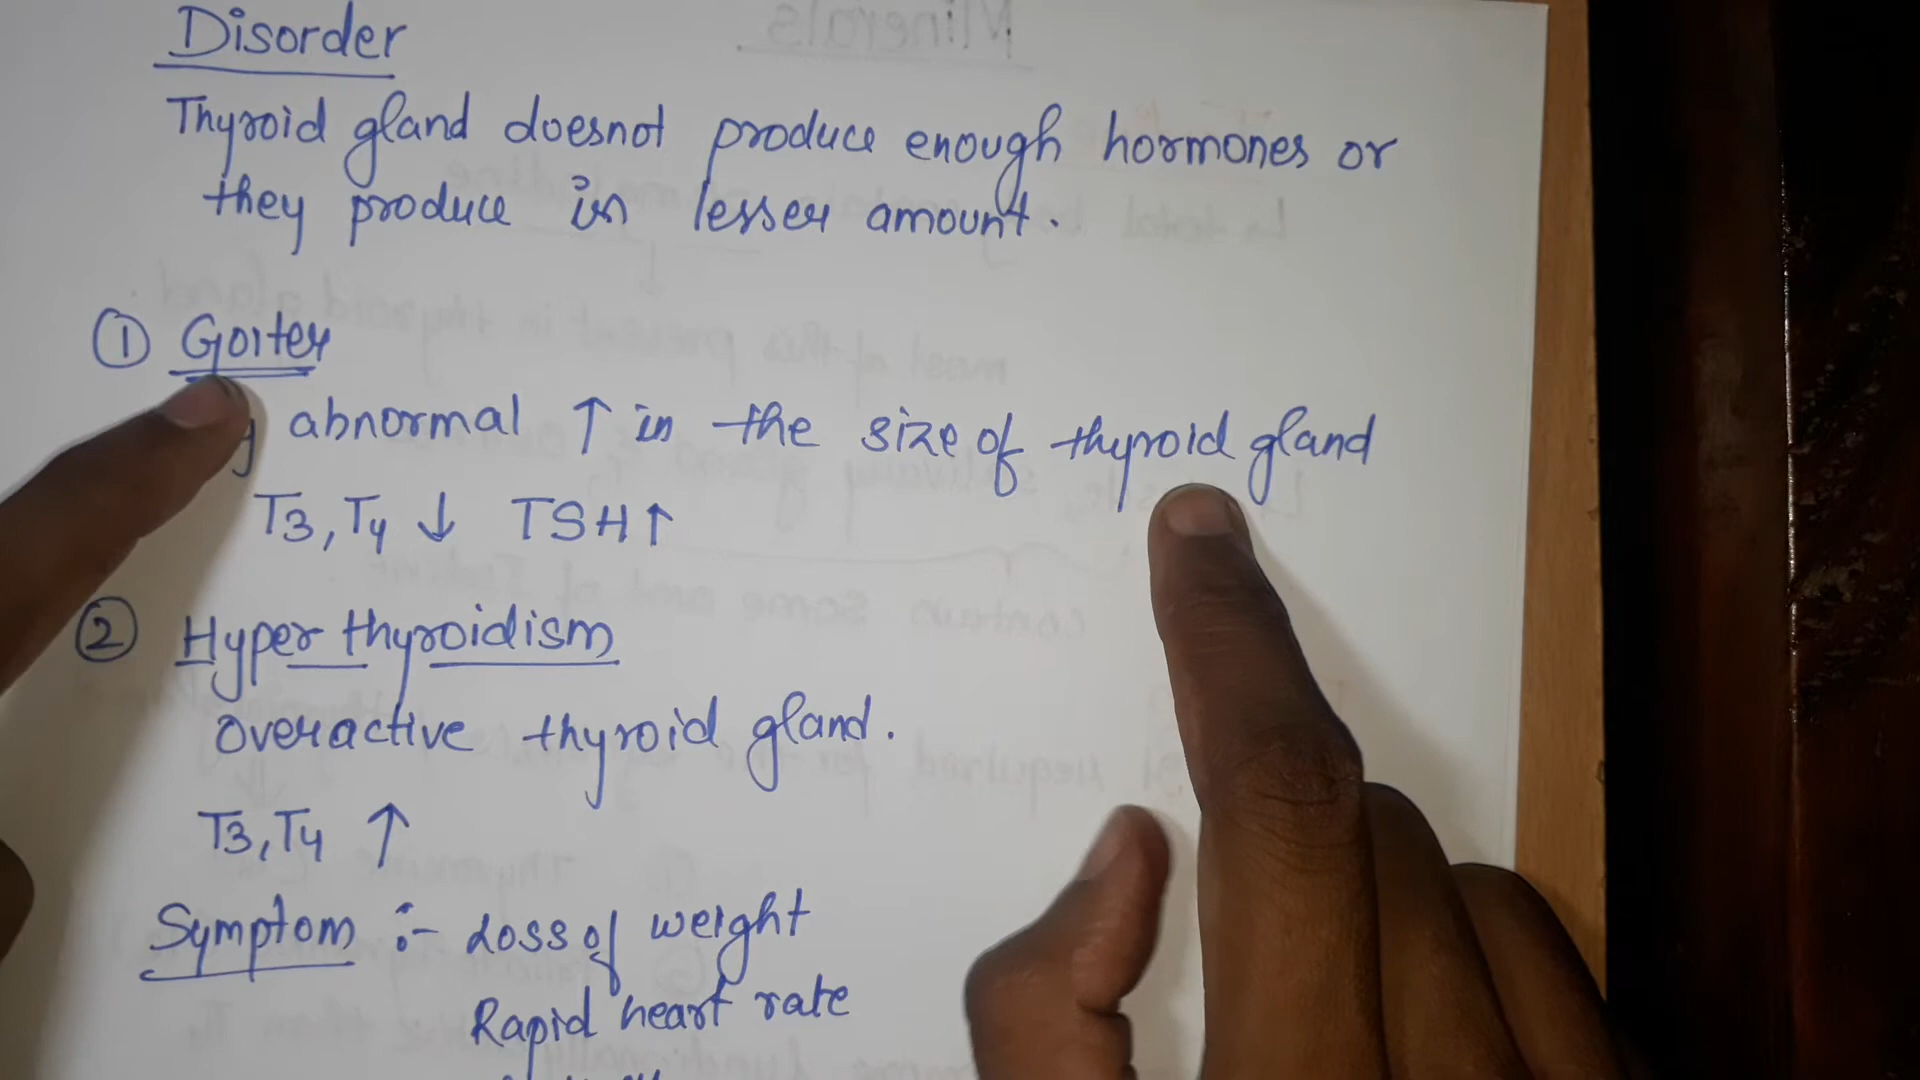 Disorder
Thyroid gland doesnot produce enough hormones or
they produce in lesser amount.
① Goiter
abnormal ↑ in the size of thyroid gland
T3, T4 ↓ TSH↑
② Hyper thyroidism
overactive thyroid gland.
T3, T4 ↑
Symptom :- Loss of weight
Rapid heart rate